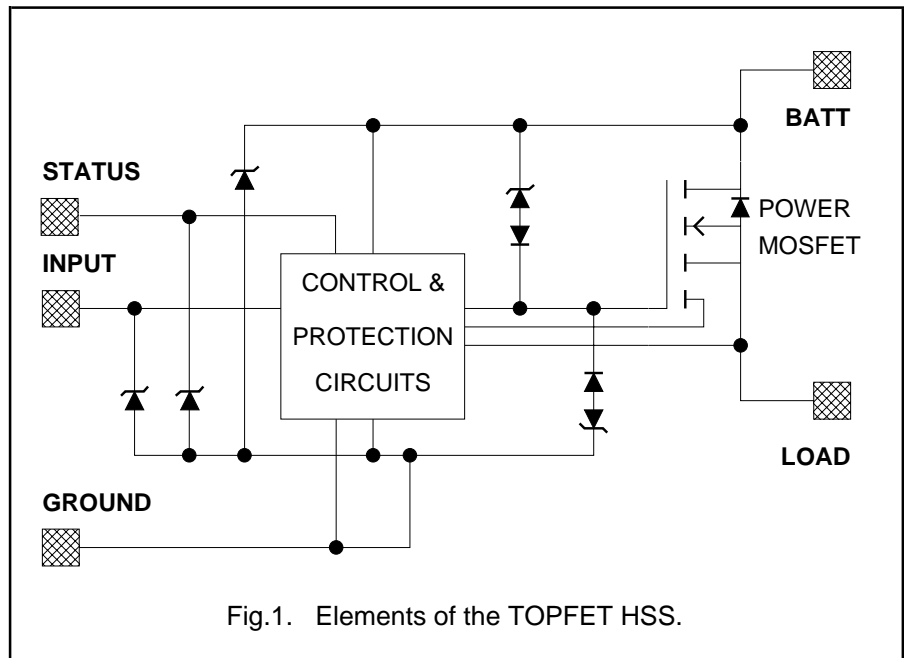 BATT
STATUS
POWER
MOSFET
INPUT
CONTROL &
PROTECTION
CIRCUITS
LOAD
GROUND
Fig.1. Elements of the TOPFET HSS.